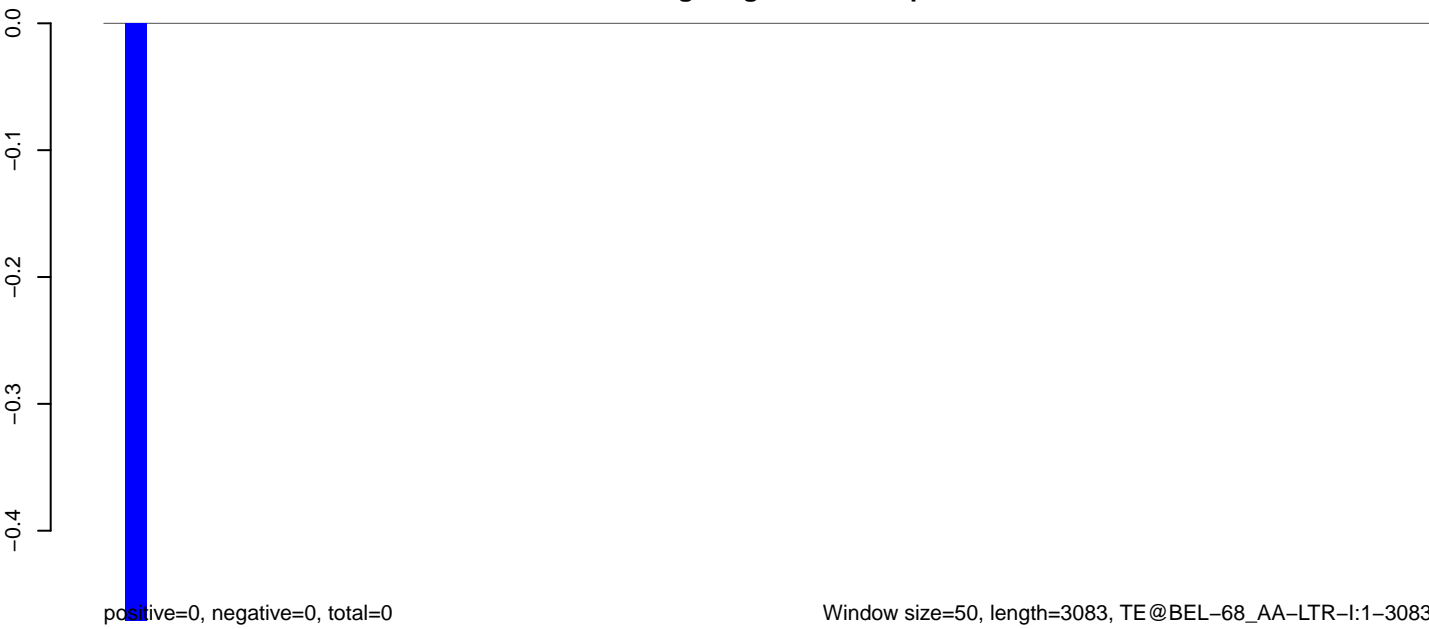 0.0
−0.1
−0.2
−0.3
−0.4
positive=0, negative=0, total=0
Window size=50, length=3083, TE@BEL−68_AA−LTR−I:1−3083